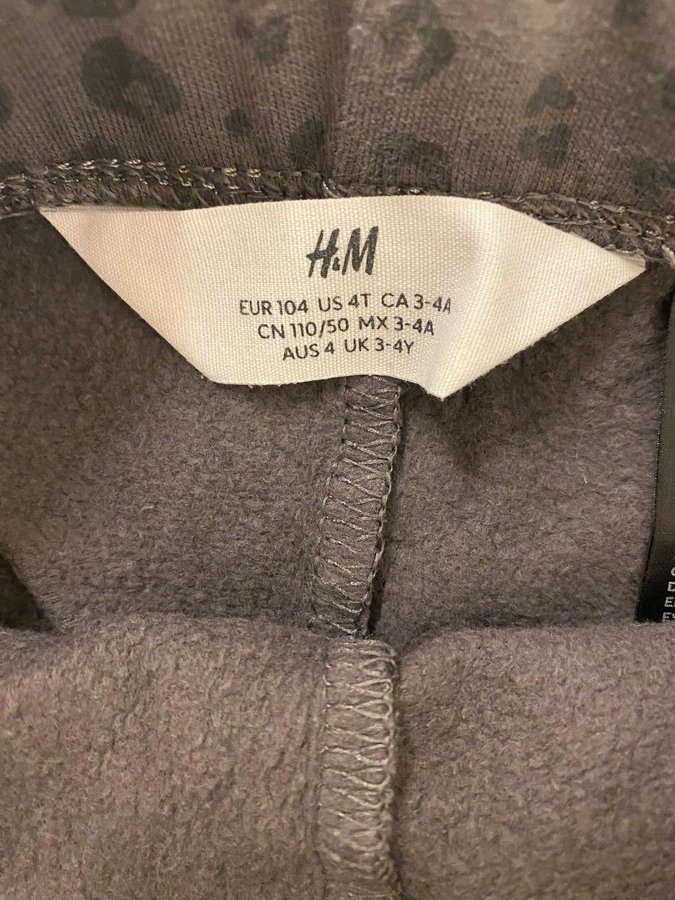 H&M
EUR 104 US 4T CA 3-4A
CN 110/50 MX 3-4A
AUS 4 UK 3-4Y